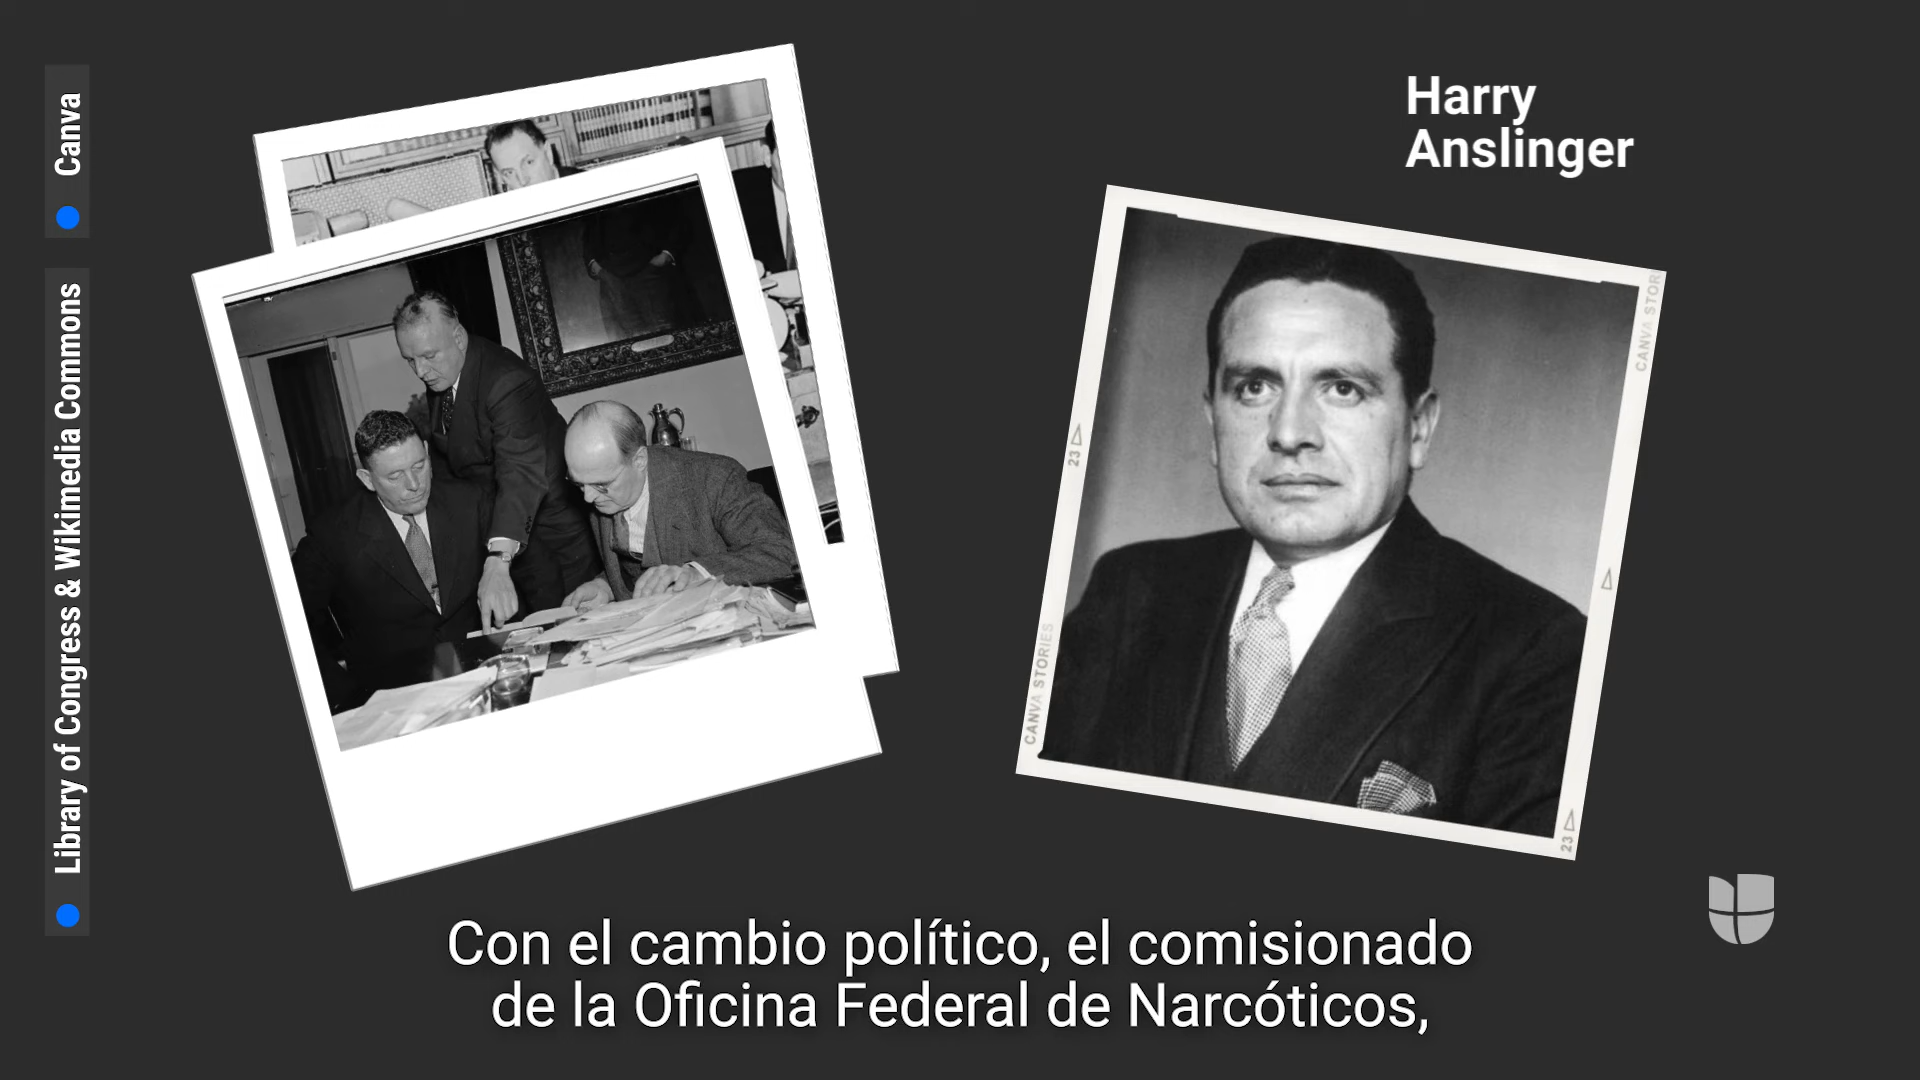 Canva
Library of Congress & Wikimedia Commons
Harry
Anslinger
CANVA STOR
23
CANVA STORIES
23
Con el cambio político, el comisionado
de la Oficina Federal de Narcóticos,